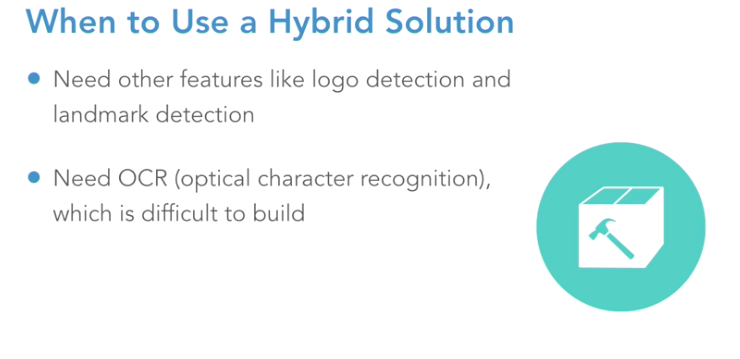 When to Use a Hybrid Solution
• Need other features like logo detection and
landmark detection
• Need OCR (optical character recognition),
which is difficult to build